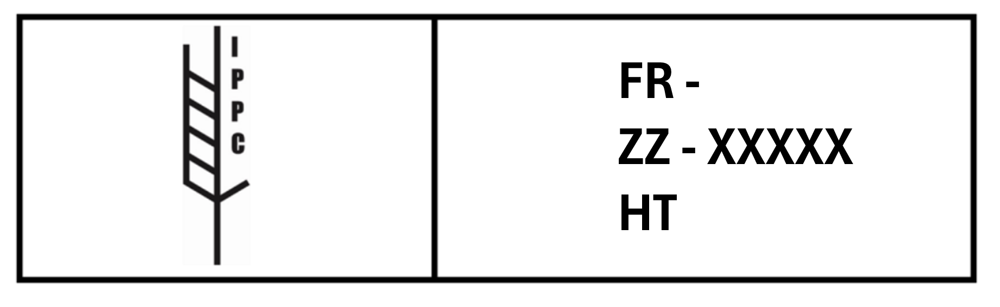 IPPC
FR -
ZZ - XXXXX
HT